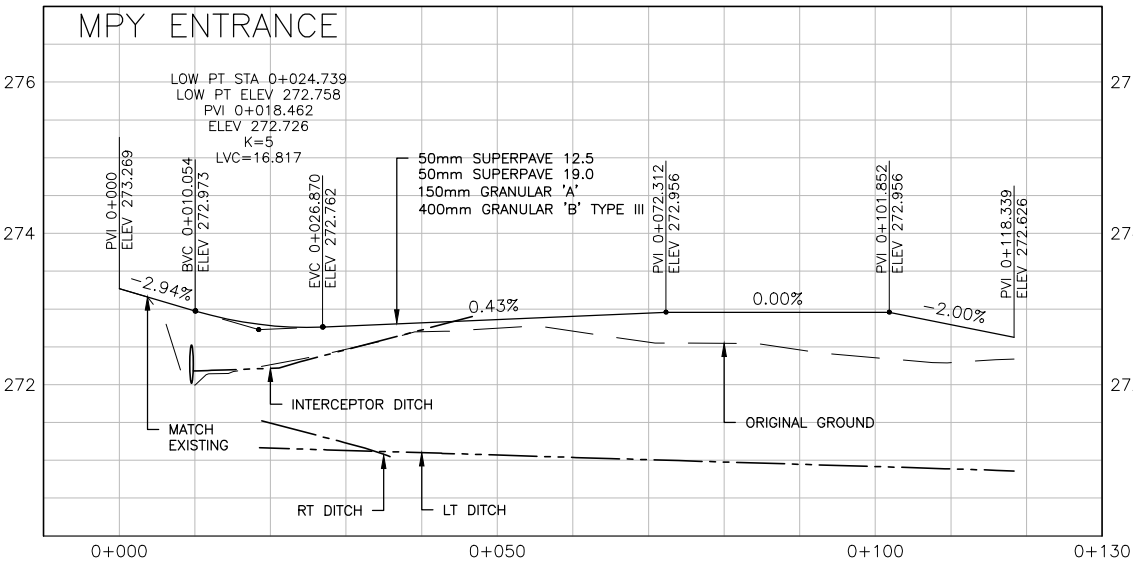 MPY ENTRANCE
LOW PT STA 0+024.739
LOW PT ELEV 272.758
PVI 0+018.462
ELEV 272.726
K=5
LVC=16.817
276
27
274
27
272
27
PVI 0+000
ELEV 273.269
BVC 0+010.054
ELEV 272.973
EVC 0+026.870
ELEV 272.762
50mm SUPERPAVE 12.5
50mm SUPERPAVE 19.0
150mm GRANULAR 'A'
400mm GRANULAR 'B' TYPE III
PVI 0+072.312
ELEV 272.956
PVI 0+101.852
ELEV 272.956
PVI 0+118.339
ELEV 272.626
-2.94%
0.43%
0.00%
-2.00%
INTERCEPTOR DITCH
MATCH
EXISTING
ORIGINAL GROUND
RT DITCH
LT DITCH
0+000
0+050
0+100
0+130